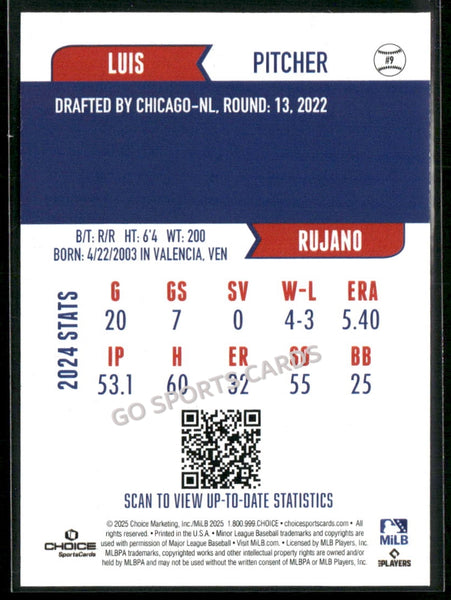 LUIS
PITCHER
#9
DRAFTED BY CHICAGO-NL, ROUND: 13, 2022
B/T: R/R HT: 6'4 WT: 200
BORN: 4/22/2003 IN VALENCIA, VEN
RUJANO
2024 STATS
G GS SV W-L ERA
20 7 0 4-3 5.40
IP H ER SO BB
53.1 60 32 55 25
GO SPORTS CARDS
SCAN TO VIEW UP-TO-DATE STATISTICS
CHOICE
SportsCards
© 2025 Choice Marketing, Inc./MiLB 2025 1.800.999.CHOICE • choicesportscards.com • All
rights reserved. • Printed in the U.S.A. • Minor League Baseball trademarks and copyrights are
used with permission of Major League Baseball • Visit MiLB.com. • Licensed by MLB Players, Inc.
MLBPA trademarks, copyrighted works and other intellectual property rights are owned and/or
held by MLBPA and may not be used without the written consent of MLBPA or MLB Players, Inc.
MiLB
PLAYERS